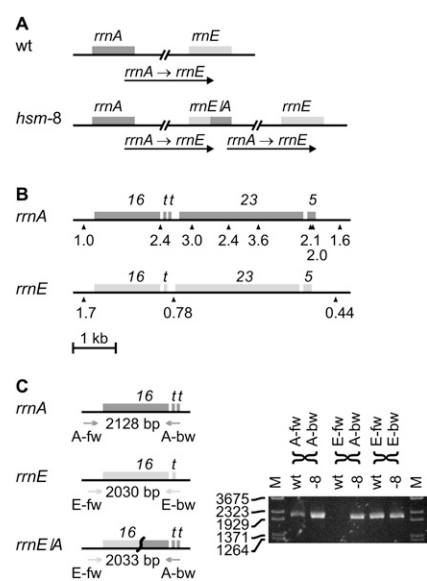 A
rrnA rrnE
wt
rrnA → rrnE
rrnA rrnE/A rrnE
hsm-8
rrnA → rrnE rrnA → rrnE
B
16 tt 23 5
rrnA
1.0 2.4 3.0 2.4 3.6 2.1 1.6
2.0
16 t 23 5
rrnE
1.7 0.78 0.44
1 kb
C
16 tt
rrnA
2128 bp
A-fw A-bw
16 t
rrnE
2030 bp
E-fw E-bw
16 tt
rrnE/A
2033 bp
E-fw A-bw
A-fw A-bw E-fw A-bw E-fw E-bw
M wt -8 wt -8 wt -8 M
3675
2323
1929
1371
1264